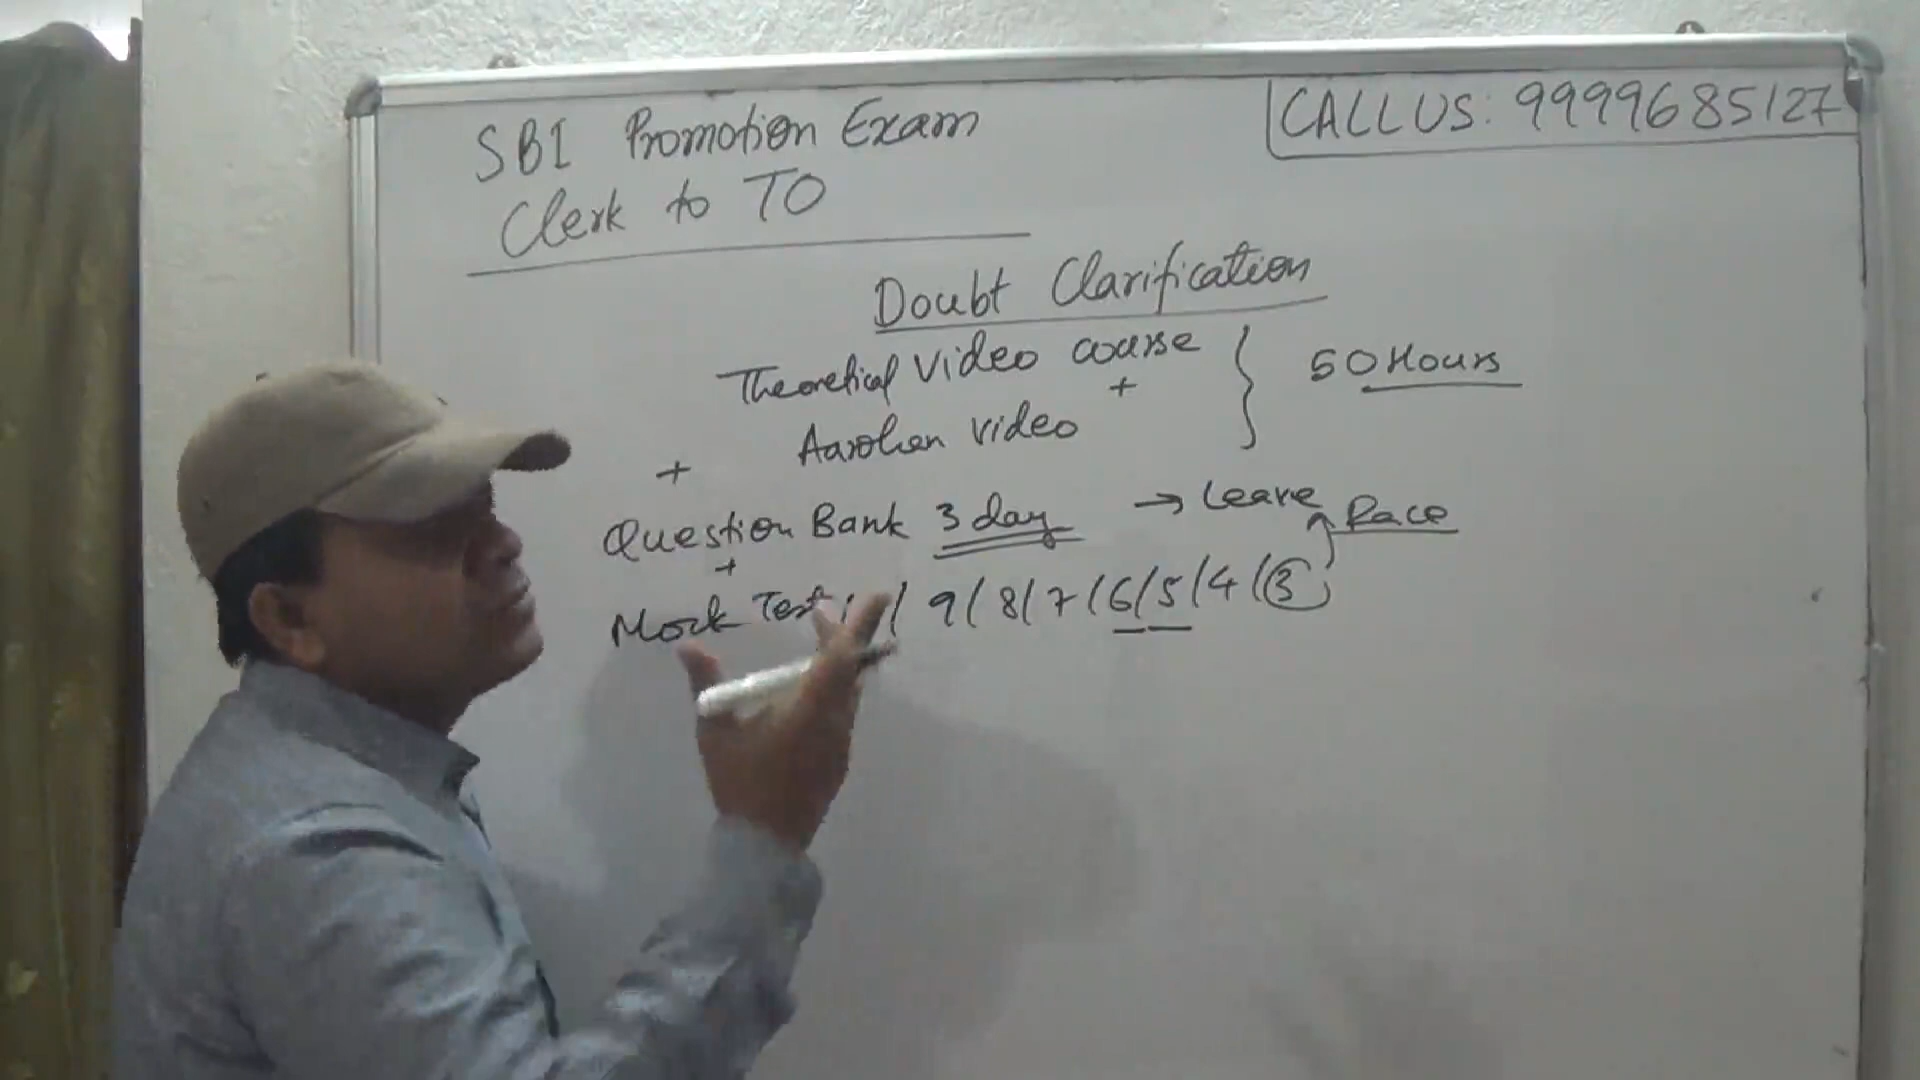 SBI Promotion Exam
CALL US: 9999685127
Clerk to TO
Doubt Clarification
Theoretical Video course
50 Hours
+
Aarohan video
+
Question Bank 3 day → Leave Race
+
Mock Test / 9/8/7/6/5/4/3